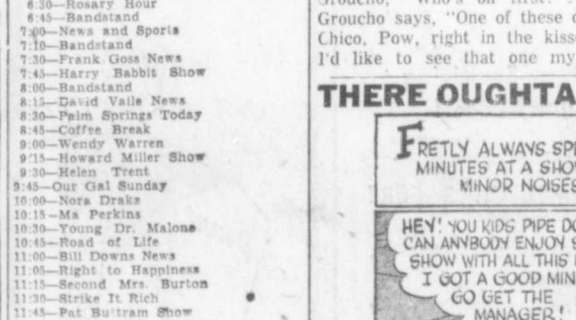 6:30—Rosary Hour
6:45—Bandstand
7:00—News and Sports
7:10—Bandstand
7:30—Frank Goss News
7:45—Harry Babbit Show
8:00—Bandstand
8:15—David Vaile News
8:30—Palm Springs Today
8:45—Coffee Break
9:00—Wendy Warren
9:15—Howard Miller Show
9:30—Helen Trent
9:45—Our Gal Sunday
10:00—Nora Drake
10:15—Ma Perkins
10:30—Young Dr. Malone
10:45—Road of Life
11:00—Bill Downs News
11:05—Right to Happiness
11:15—Second Mrs. Burton
11:30—Strike It Rich
11:45—Pat Buttram Show
Groucho, "Who's on first?"
Groucho says, "One of these
Chico, Pow, right in the kiss
I'd like to see that one my
THERE OUGHTA
FRETLY ALWAYS SPE
MINUTES AT A SHO
MINOR NOISES
HEY! YOU KIDS PIPE DO
CAN ANYBODY ENJOY
SHOW WITH ALL THIS
I GOT A GOOD MIN
GO GET THE
MANAGER!